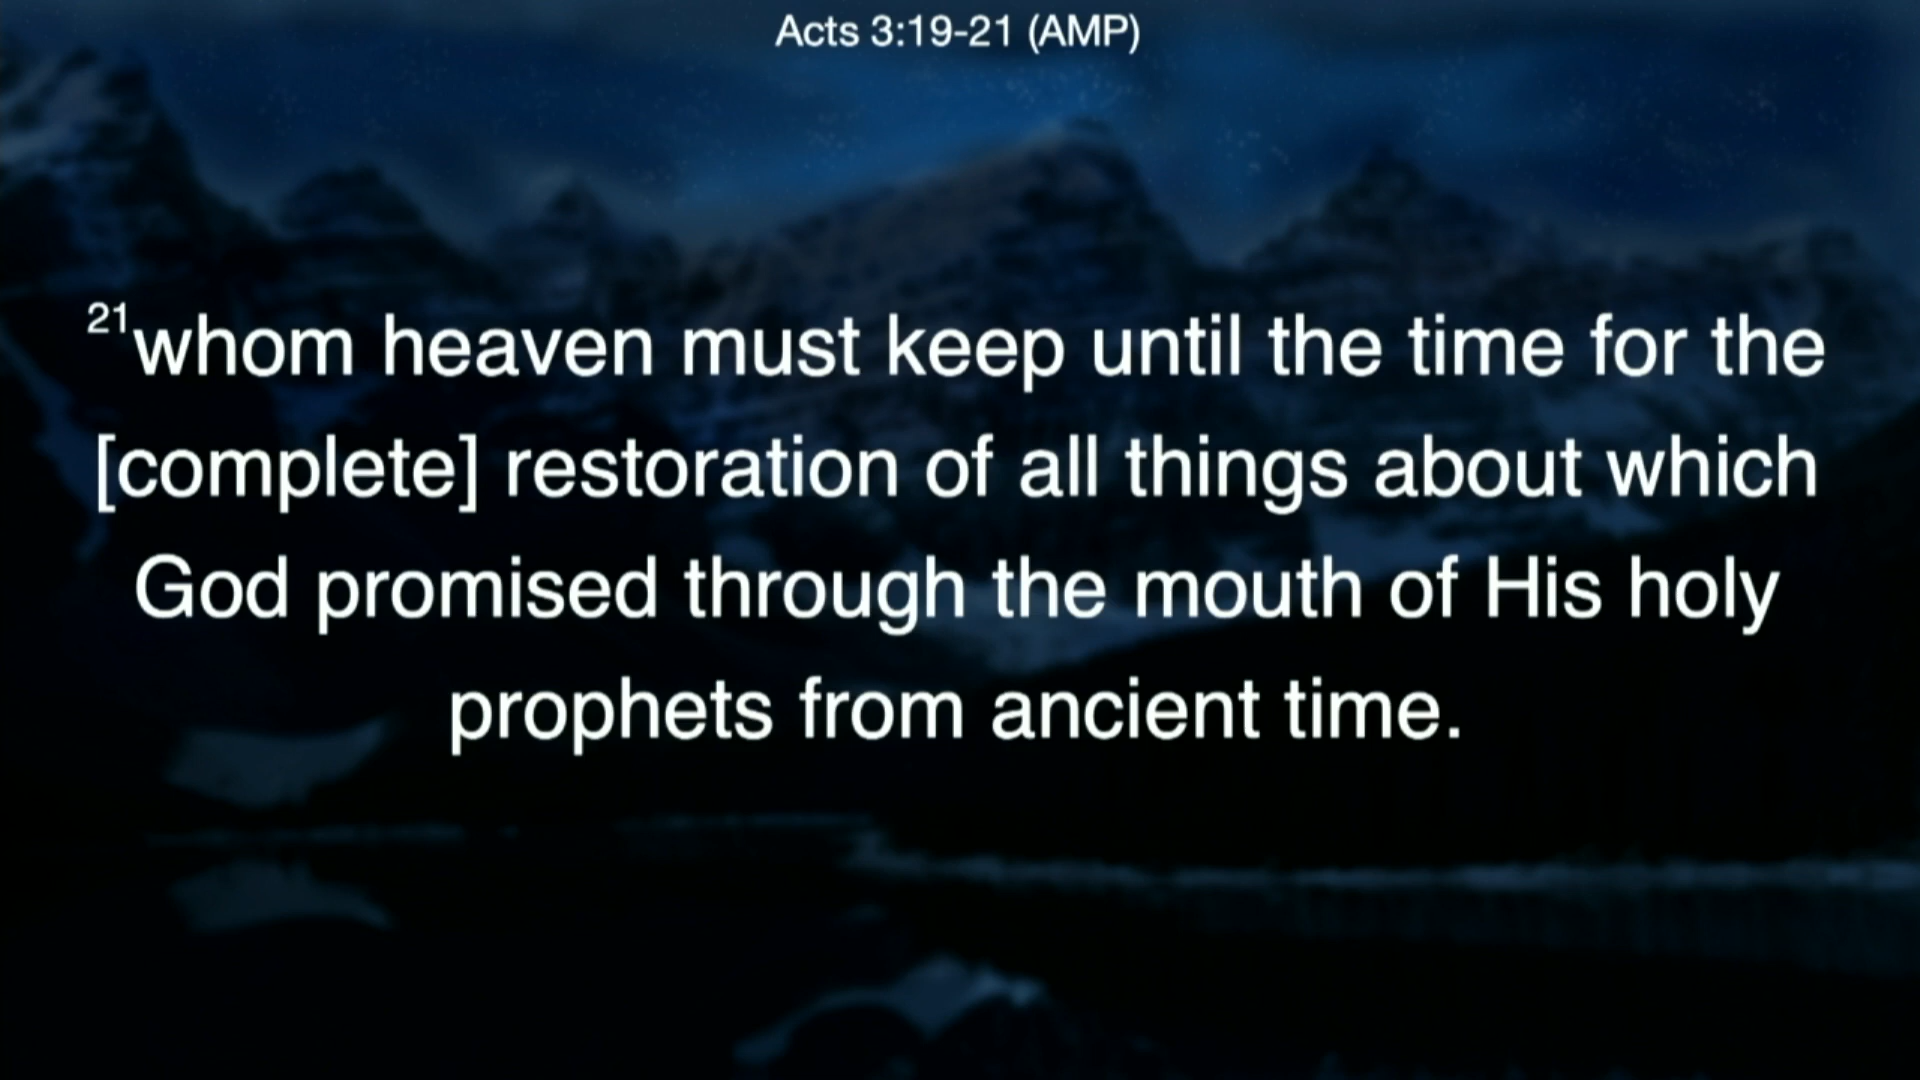 Acts 3:19-21 (AMP)
21whom heaven must keep until the time for the
[complete] restoration of all things about which
God promised through the mouth of His holy
prophets from ancient time.